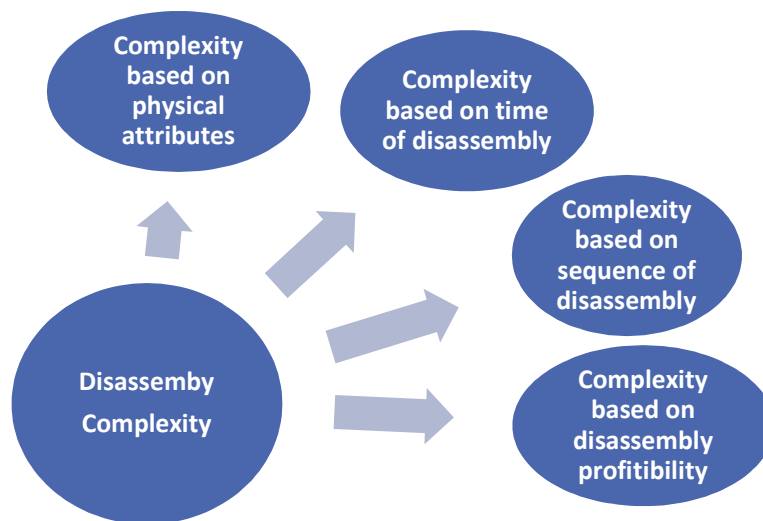 Complexity
based on
physical
attributes
Complexity
based on time
of disassembly
Complexity
based on
sequence of
disassembly
Disassemby
Complexity
Complexity
based on
disassembly
profitibility